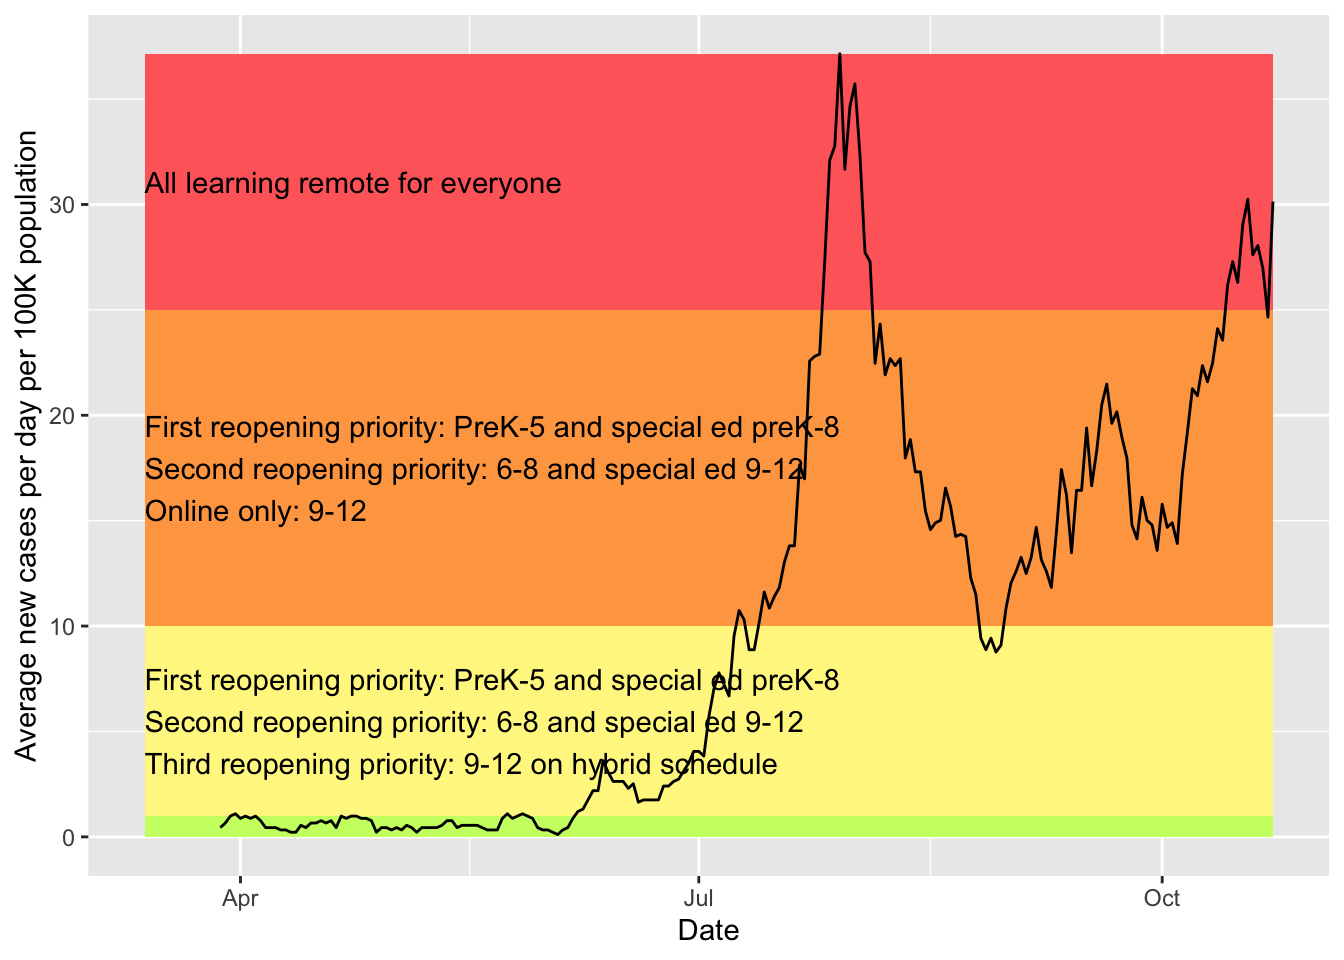 Average new cases per day per 100K population
30
20
10
0
All learning remote for everyone
First reopening priority: PreK-5 and special ed preK-8
Second reopening priority: 6-8 and special ed 9-12
Online only: 9-12
First reopening priority: PreK-5 and special ed preK-8
Second reopening priority: 6-8 and special ed 9-12
Third reopening priority: 9-12 on hybrid schedule
Apr
Jul
Oct
Date